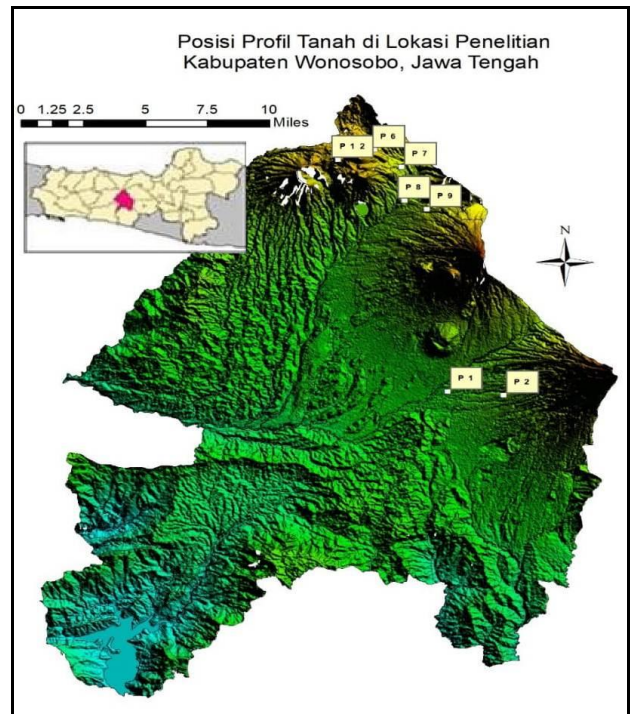 Posisi Profil Tanah di Lokasi Penelitian
Kabupaten Wonosobo, Jawa Tengah
0 1.25 2.5 5 7.5 10
Miles
P 6
P 12
P 7
P 8
P 9
N
P 1
P 2